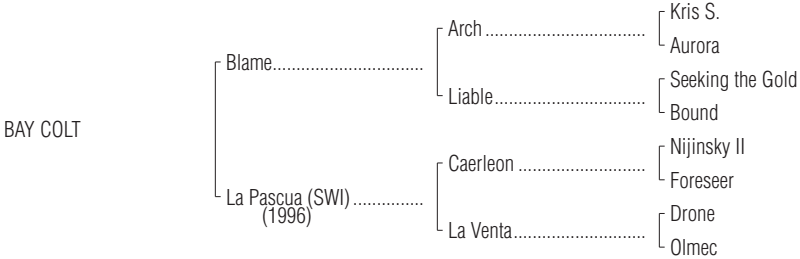 Kris S.
Arch
Aurora
Blame
Seeking the Gold
Liable
Bound
BAY COLT
Nijinsky II
Caerleon
Foreseer
La Pascua (SWI)
(1996)
Drone
La Venta
Olmec